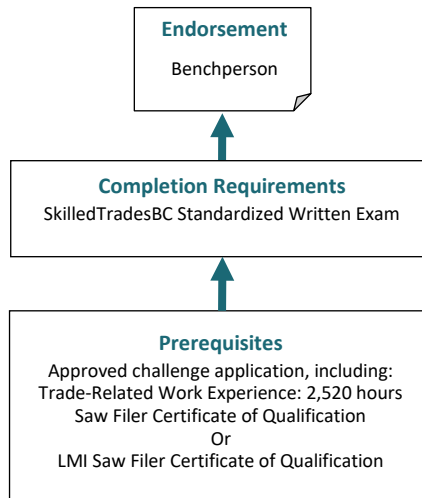 Endorsement
Benchperson
Completion Requirements
SkilledTradesBC Standardized Written Exam
Prerequisites
Approved challenge application, including:
Trade-Related Work Experience: 2,520 hours
Saw Filer Certificate of Qualification
Or
LMI Saw Filer Certificate of Qualification